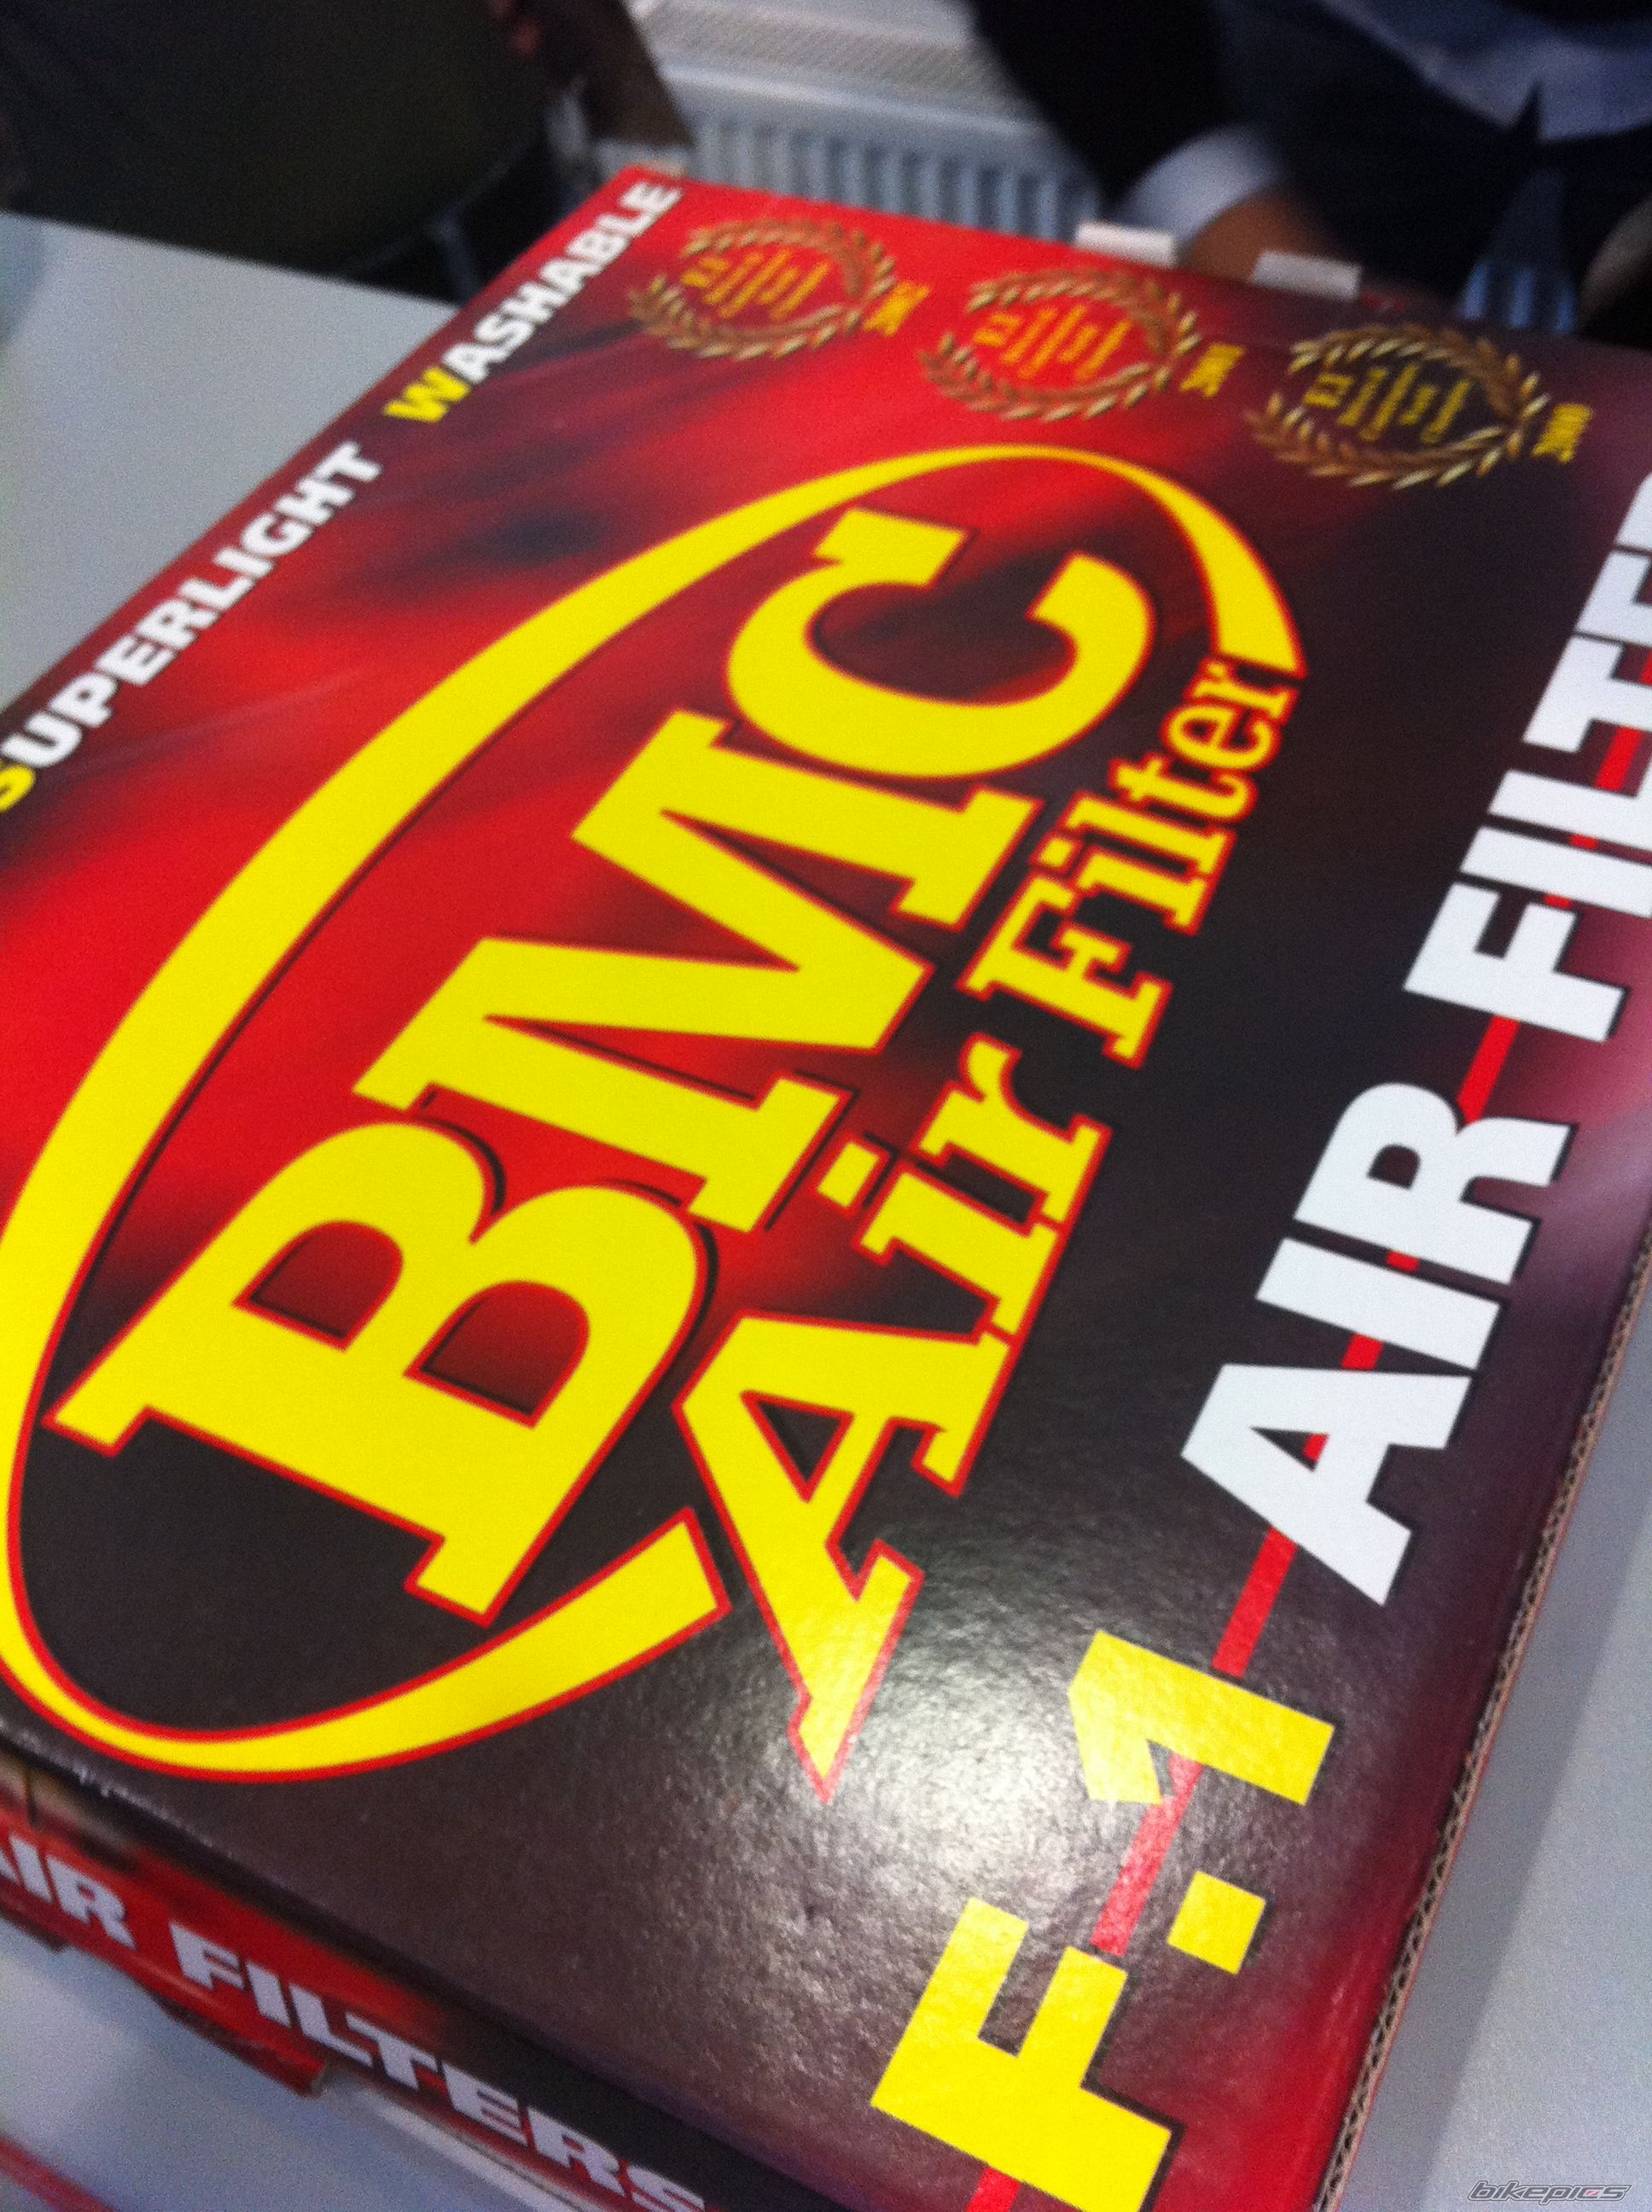 SUPERLIGHT WASHABLE
BMC
Air Filter
F.1 AIR FILTER
AIR FILTERS
bikepics